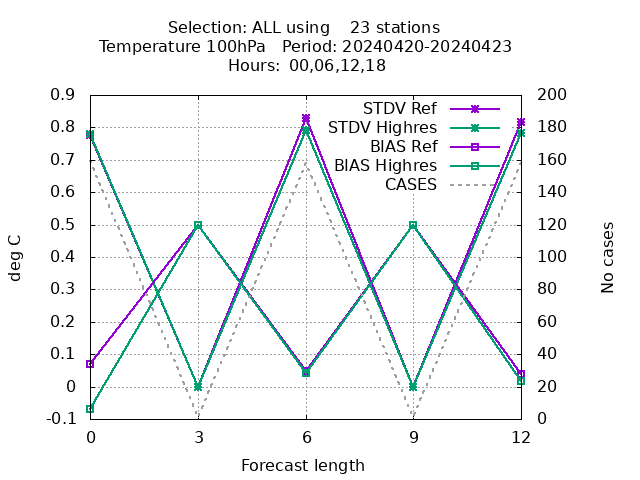 Selection: ALL using    23 stations
Temperature 100hPa   Period: 20240420-20240423
Hours: 00,06,12,18
0.9
0.8
0.7
0.6
0.5
0.4
0.3
0.2
0.1
0
-0.1
200
180
160
140
120
100
80
60
40
20
0
STDV Ref
STDV Highres
BIAS Ref
BIAS Highres
CASES
deg C
No cases
0 3 6 9 12
Forecast length